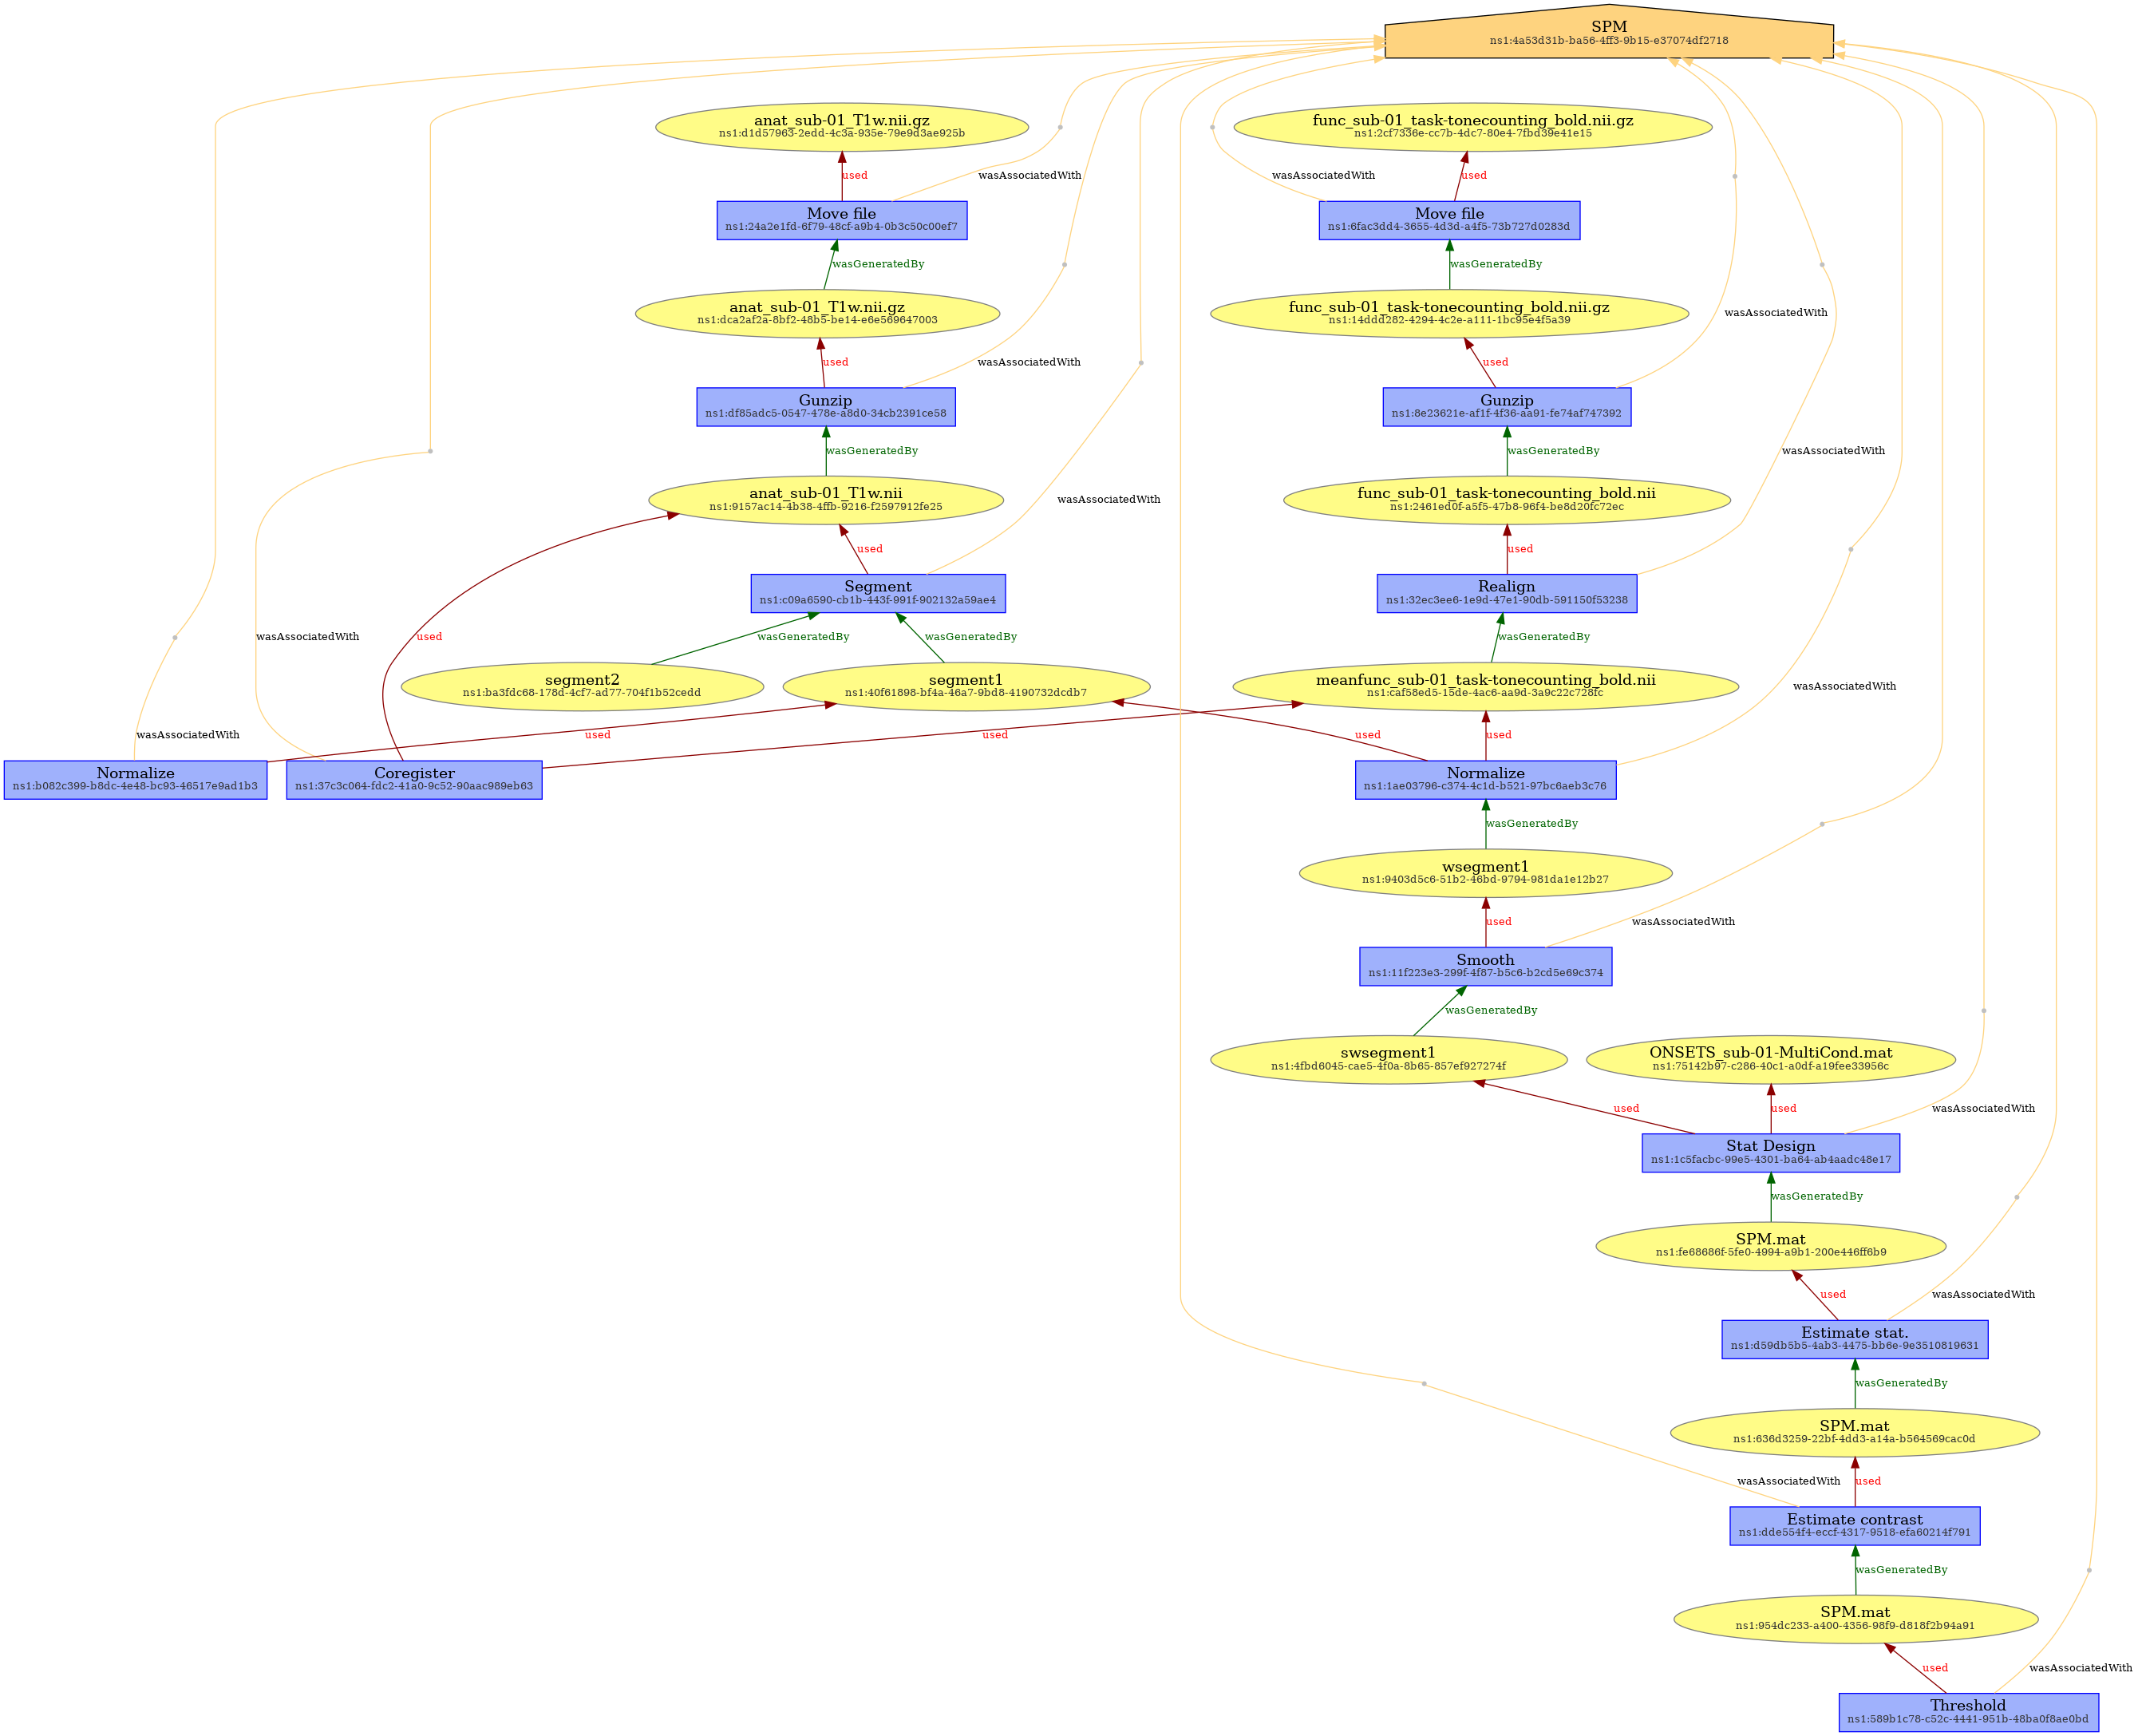 SPM
ns1:4a53d31b-ba56-4ff3-9b15-e37074df2718
anat_sub-01_T1w.nii.gz
ns1:d1d57963-2edd-4c3a-935e-79e9d3ae925b
func_sub-01_task-tonecounting_bold.nii.gz
ns1:2cf7336e-cc7b-4dc7-80e4-7fbd39e41e15
used
wasAssociatedWith
wasAssociatedWith
used
Move file
ns1:24a2e1fd-6f79-48cf-a9b4-0b3c50c00ef7
Move file
ns1:6fac3dd4-3655-4d3d-a4f5-73b727d0283d
wasGeneratedBy
wasGeneratedBy
anat_sub-01_T1w.nii.gz
ns1:dca2af2a-8bf2-48b5-be14-e6e569647003
func_sub-01_task-tonecounting_bold.nii.gz
ns1:14ddd282-4294-4c2e-a111-1bc95e4f5a39
wasAssociatedWith
used
wasAssociatedWith
used
Gunzip
ns1:df85adc5-0547-478e-a8d0-34cb2391ce58
Gunzip
ns1:8e23621e-af1f-4f36-aa91-fe74af747392
wasGeneratedBy
wasGeneratedBy
wasAssociatedWith
anat_sub-01_T1w.nii
ns1:9157ac14-4b38-4ffb-9216-f2597912fe25
wasAssociatedWith
func_sub-01_task-tonecounting_bold.nii
ns1:2461ed0f-a5f5-47b8-96f4-be8d20fc72ec
used
used
Segment
ns1:c09a6590-cb1b-443f-991f-902132a59ae4
Realign
ns1:32ec3ee6-1e9d-47e1-90db-591150f53238
wasAssociatedWith
used
wasGeneratedBy
wasGeneratedBy
wasGeneratedBy
segment2
ns1:ba3fdc68-178d-4cf7-ad77-704f1b52cedd
segment1
ns1:40f61898-bf4a-46a7-9bd8-4190732dcdb7
meanfunc_sub-01_task-tonecounting_bold.nii
ns1:caf58ed5-15de-4ac6-aa9d-3a9c22c728fc
wasAssociatedWith
wasAssociatedWith
used
used
used
used
Normalize
ns1:b082c399-b8dc-4e48-bc93-46517e9ad1b3
Coregister
ns1:37c3c064-fdc2-41a0-9c52-90aac989eb63
Normalize
ns1:1ae03796-c374-4c1d-b521-97bc6aeb3c76
wasGeneratedBy
wsegment1
ns1:9403d5c6-51b2-46bd-9794-981da1e12b27
used
wasAssociatedWith
Smooth
ns1:11f223e3-299f-4f87-b5c6-b2cd5e69c374
wasGeneratedBy
swsegment1
ns1:4fbd6045-cae5-4f0a-8b65-857ef927274f
ONSETS_sub-01-MultiCond.mat
ns1:75142b97-c286-40c1-a0df-a19fee33956c
used
used
wasAssociatedWith
Stat Design
ns1:1c5facbc-99e5-4301-ba64-ab4aadc48e17
wasGeneratedBy
SPM.mat
ns1:fe68686f-5fe0-4994-a9b1-200e446ff6b9
used
wasAssociatedWith
Estimate stat.
ns1:d59db5b5-4ab3-4475-bb6e-9e3510819631
wasGeneratedBy
SPM.mat
ns1:636d3259-22bf-4dd3-a14a-b564569cac0d
wasAssociatedWith
used
Estimate contrast
ns1:dde554f4-eccf-4317-9518-efa60214f791
wasGeneratedBy
SPM.mat
ns1:954dc233-a400-4356-98f9-d818f2b94a91
used
wasAssociatedWith
Threshold
ns1:589b1c78-c52c-4441-951b-48ba0f8ae0bd